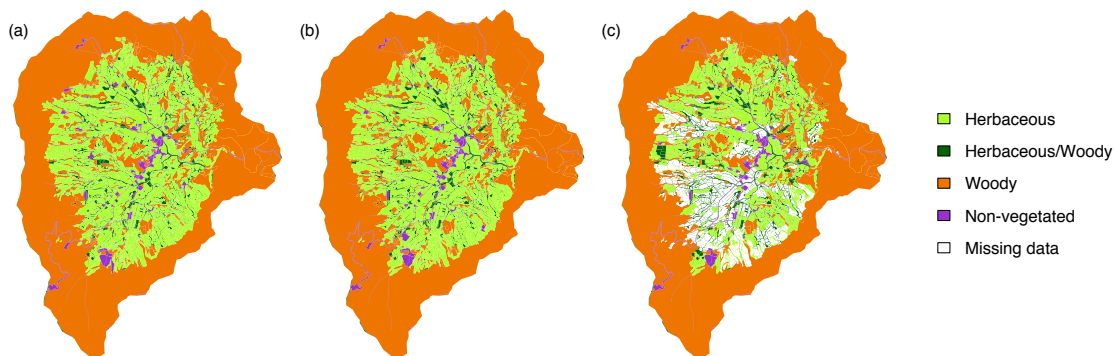 (a)
(b)
(c)
Herbaceous
Herbaceous/Woody
Woody
Non-vegetated
Missing data